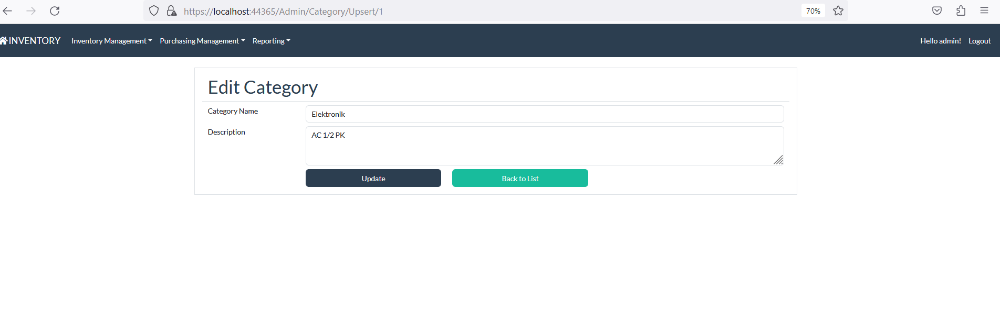 https://localhost:44365/Admin/Category/Upsert/1 70%
INVENTORY Inventory Management Purchasing Management Reporting Hello admin! Logout
Edit Category
Category Name Elektronik
Description AC 1/2 PK
Update Back to List